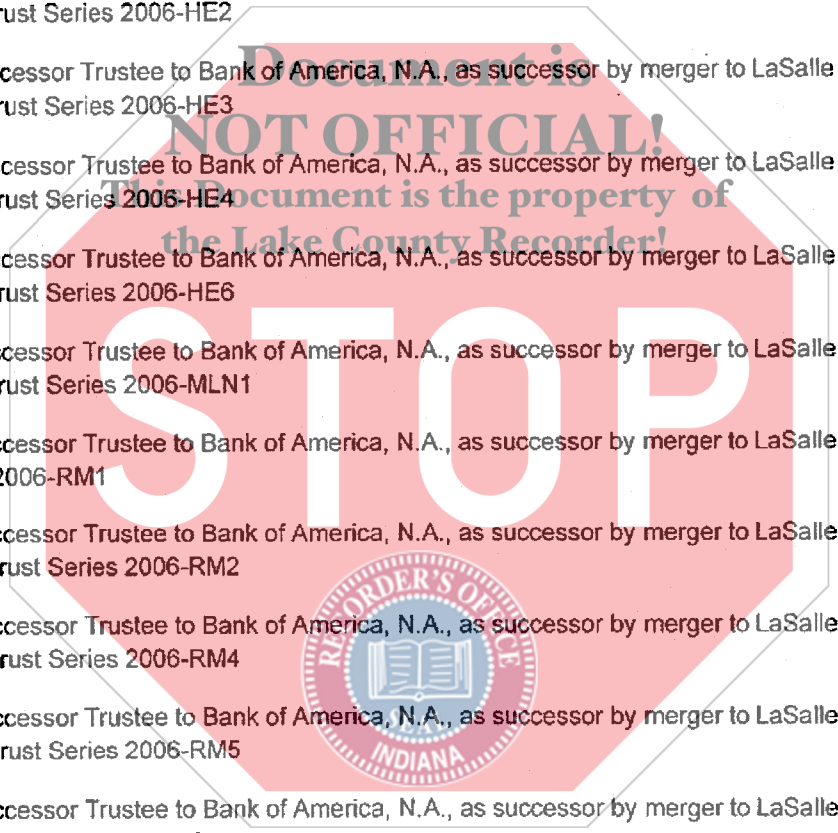 rust Series 2006-HE2
Document is
ccessor Trustee to Bank of America, N.A., as successor by merger to LaSalle
rust Series 2006-HE3
NOT OFFICIAL!
ccessor Trustee to Bank of America, N.A., as successor by merger to LaSalle
This Document is the property of
rust Series 2006-HE4
the Lake County Recorder!
ccessor Trustee to Bank of America, N.A., as successor by merger to LaSalle
rust Series 2006-HE6
STOP
ccessor Trustee to Bank of America, N.A., as successor by merger to LaSalle
rust Series 2006-MLN1
ccessor Trustee to Bank of America, N.A., as successor by merger to LaSalle
2006-RM1
ccessor Trustee to Bank of America, N.A., as successor by merger to LaSalle
rust Series 2006-RM2
RECORDER'S OFFICE
ccessor Trustee to Bank of America, N.A., as successor by merger to LaSalle
rust Series 2006-RM4
ccessor Trustee to Bank of America, N.A., as successor by merger to LaSalle
SEAL
rust Series 2006-RM5
INDIANA
ccessor Trustee to Bank of America, N.A., as successor by merger to LaSalle